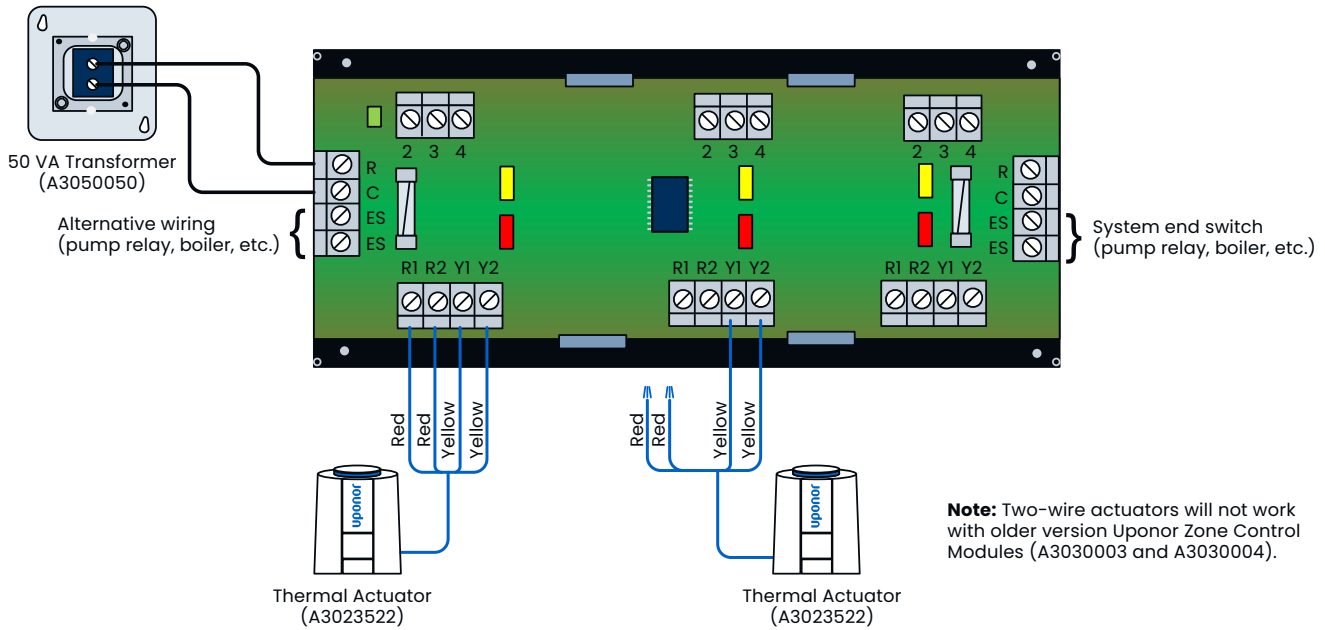 50 VA Transformer
(A3050050)
Alternative wiring
(pump relay, boiler, etc.)
R
C
ES
ES
2 3 4
2 3 4
2 3 4
R
C
ES
ES
System end switch
(pump relay, boiler, etc.)
R1 R2 Y1 Y2
R1 R2 Y1 Y2
R1 R2 Y1 Y2
Red
Red
Yellow
Yellow
Red
Red
Yellow
Yellow
uponor
uponor
Thermal Actuator
(A3023522)
Thermal Actuator
(A3023522)
Note: Two-wire actuators will not work
with older version Uponor Zone Control
Modules (A3030003 and A3030004).